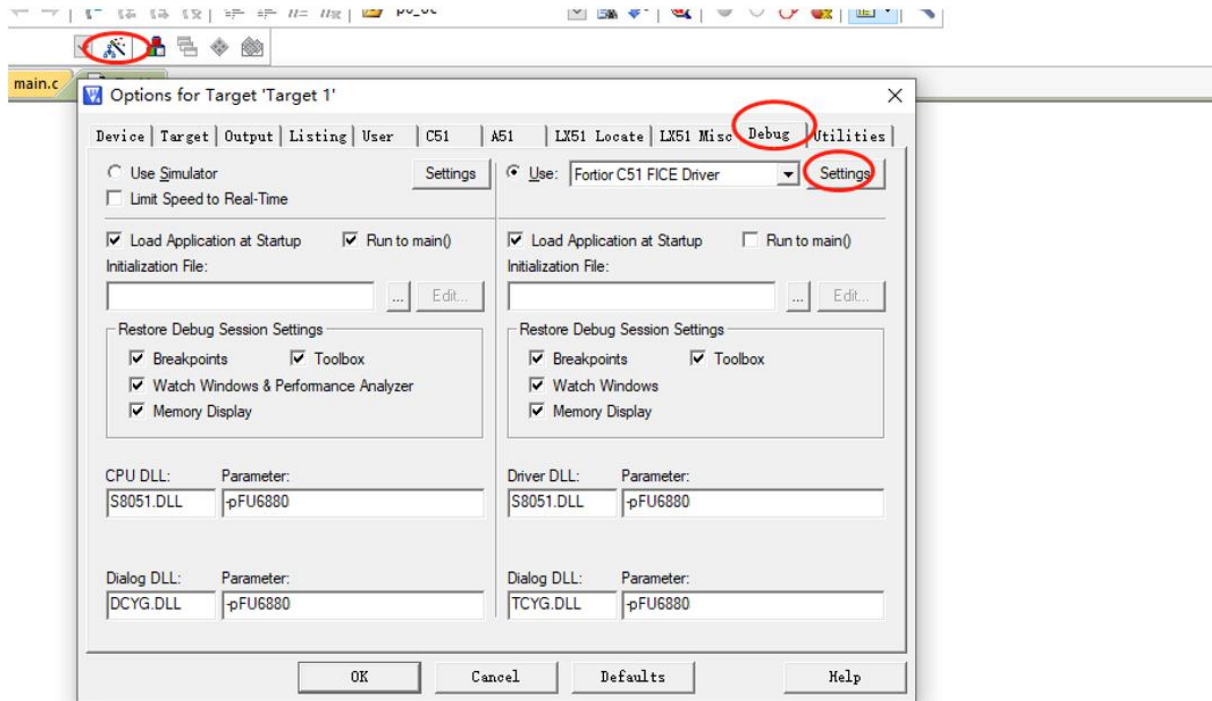 main.c
Options for Target 'Target 1'
Device Target Output Listing User C51 A51 LX51 Locate LX51 Misc Debug Utilities
Use Simulator Settings Use: Fortior C51 FICE Driver Settings
Limit Speed to Real-Time
Load Application at Startup Run to main() Load Application at Startup Run to main()
Initialization File: Initialization File:
... Edit... ... Edit...
Restore Debug Session Settings Restore Debug Session Settings
Breakpoints Toolbox Breakpoints Toolbox
Watch Windows & Performance Analyzer Watch Windows
Memory Display Memory Display
CPU DLL: Parameter: Driver DLL: Parameter:
S8051.DLL -pFU6880 S8051.DLL -pFU6880
Dialog DLL: Parameter: Dialog DLL: Parameter:
DCYG.DLL -pFU6880 TCYG.DLL -pFU6880
OK Cancel Defaults Help